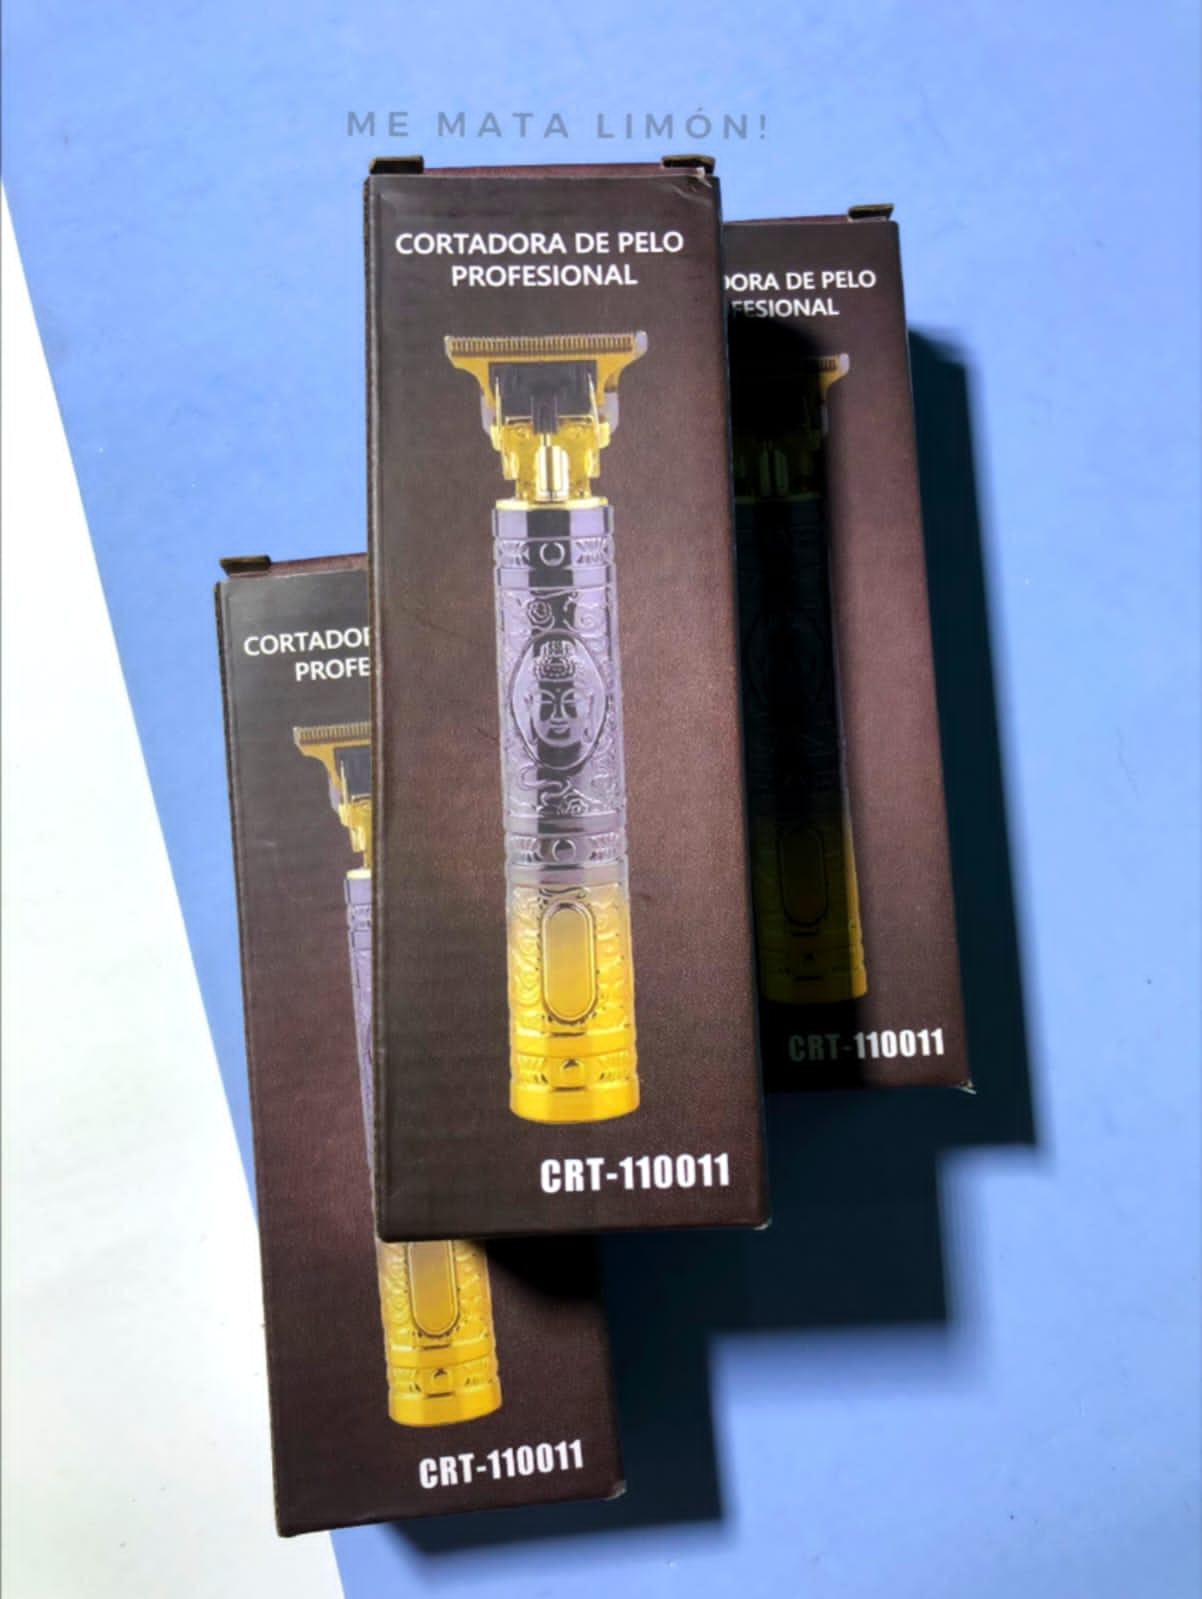 ME MATA LIMÓN!
CORTADORA DE PELO
PROFESIONAL
CRT-110011
DORA DE PELO
FESIONAL
CRT-110011
CORTADOR
PROFE
CRT-110011